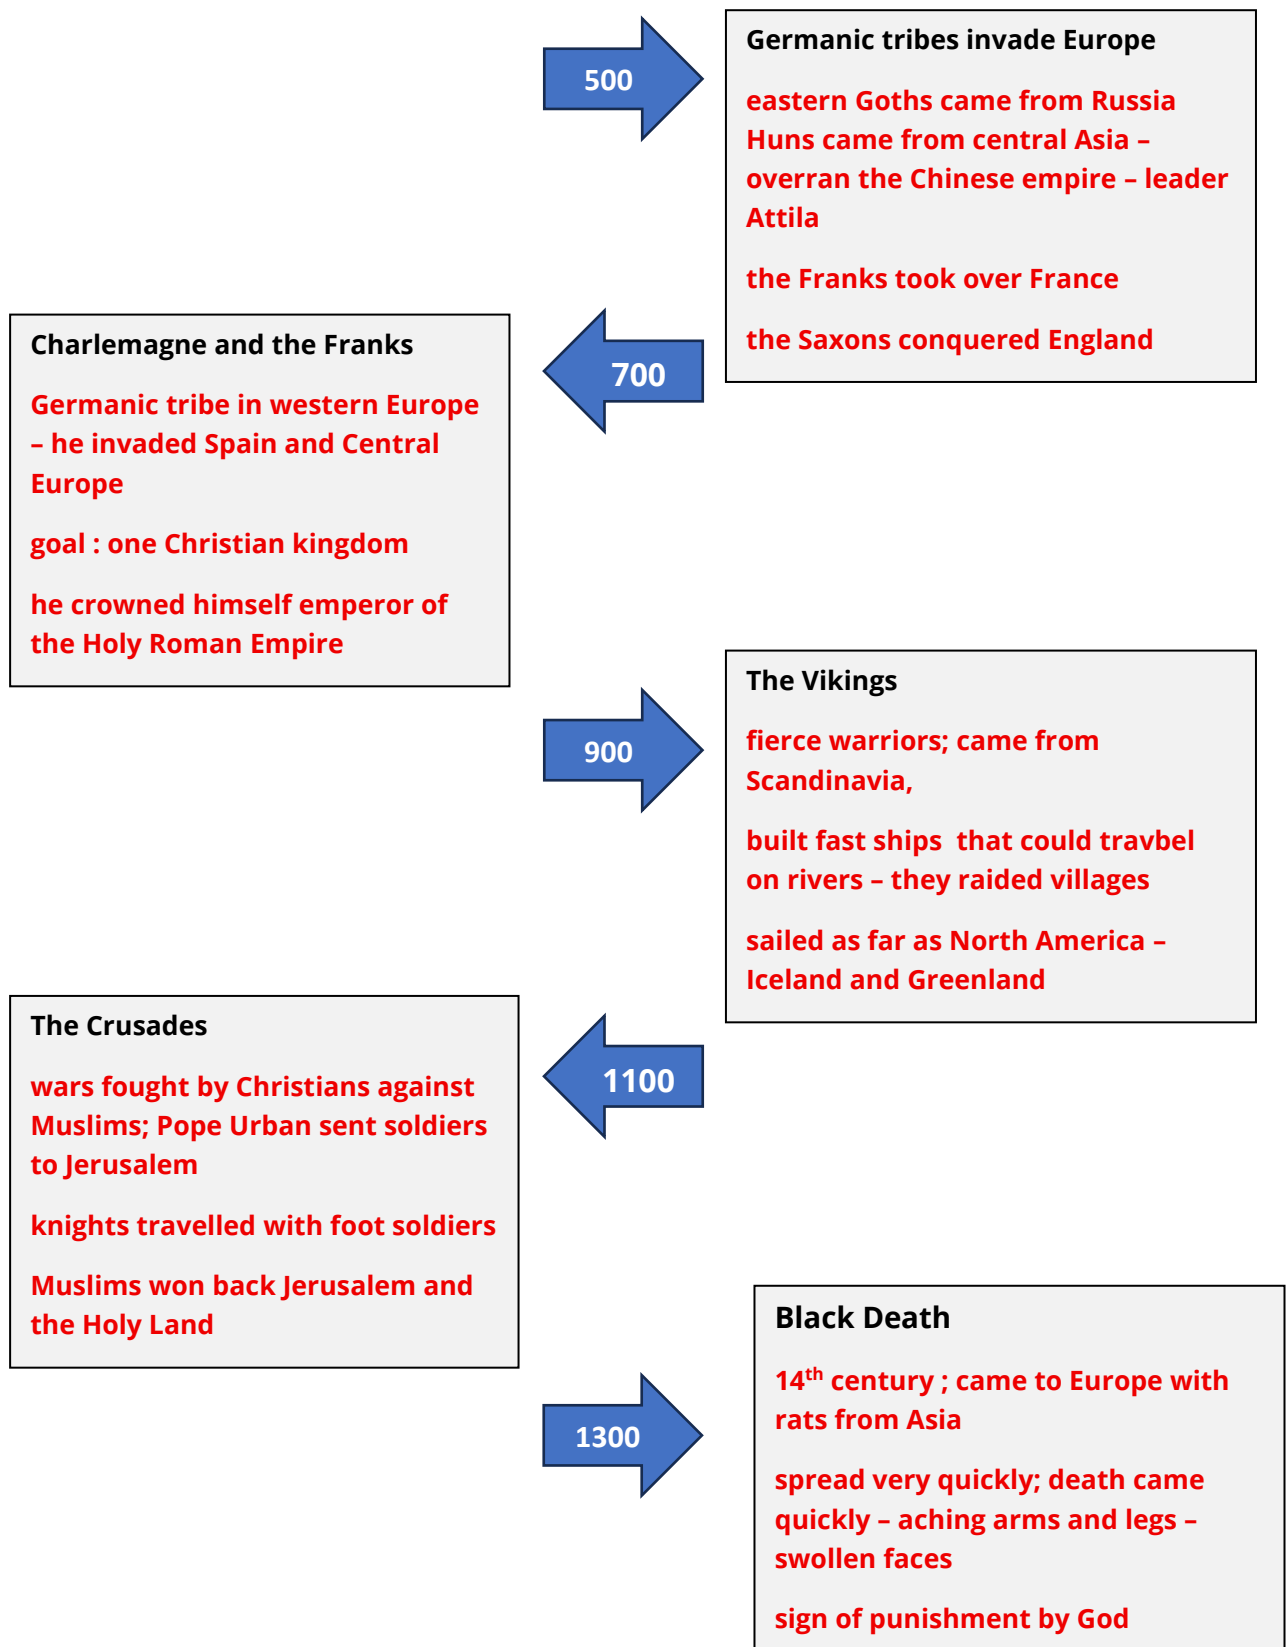 500
Germanic tribes invade Europe
eastern Goths came from Russia
Huns came from central Asia –
overran the Chinese empire – leader
Attila
the Franks took over France
the Saxons conquered England
700
Charlemagne and the Franks
Germanic tribe in western Europe
– he invaded Spain and Central
Europe
goal : one Christian kingdom
he crowned himself emperor of
the Holy Roman Empire
900
The Vikings
fierce warriors; came from
Scandinavia,
built fast ships  that could travbel
on rivers – they raided villages
sailed as far as North America –
Iceland and Greenland
1100
The Crusades
wars fought by Christians against
Muslims; Pope Urban sent soldiers
to Jerusalem
knights travelled with foot soldiers
Muslims won back Jerusalem and
the Holy Land
1300
Black Death
14th century ; came to Europe with
rats from Asia
spread very quickly; death came
quickly – aching arms and legs –
swollen faces
sign of punishment by God